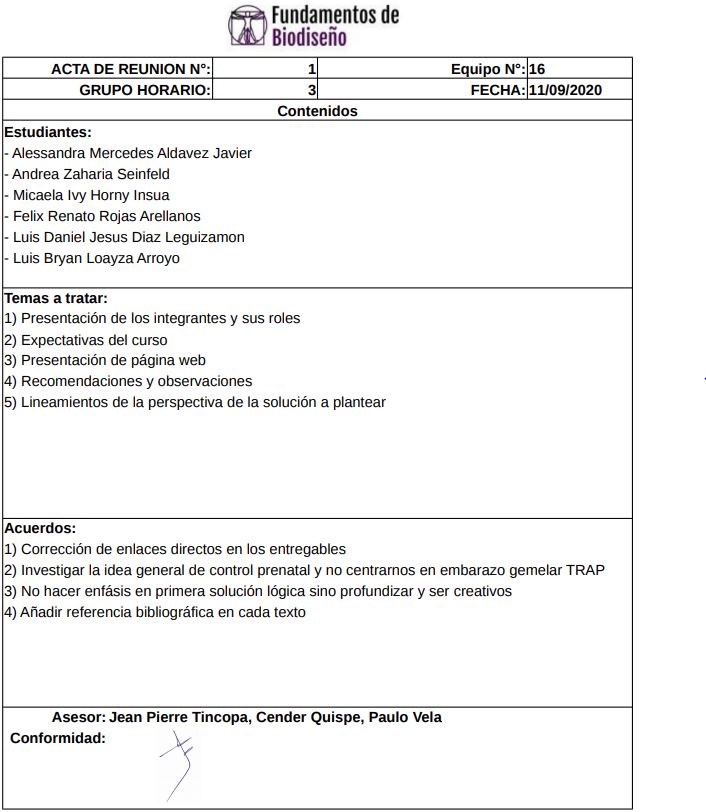 Fundamentos de
Biodiseño
ACTA DE REUNION N°: 1 Equipo N°: 16
GRUPO HORARIO: 3 FECHA: 11/09/2020
Contenidos
Estudiantes:
- Alessandra Mercedes Aldavez Javier
- Andrea Zaharia Seinfeld
- Micaela Ivy Horny Insua
- Felix Renato Rojas Arellanos
- Luis Daniel Jesus Diaz Leguizamon
- Luis Bryan Loayza Arroyo
Temas a tratar:
1) Presentación de los integrantes y sus roles
2) Expectativas del curso
3) Presentación de página web
4) Recomendaciones y observaciones
5) Lineamientos de la perspectiva de la solución a plantear
Acuerdos:
1) Corrección de enlaces directos en los entregables
2) Investigar la idea general de control prenatal y no centrarnos en embarazo gemelar TRAP
3) No hacer enfásis en primera solución lógica sino profundizar y ser creativos
4) Añadir referencia bibliográfica en cada texto
Asesor: Jean Pierre Tincopa, Cender Quispe, Paulo Vela
Conformidad: